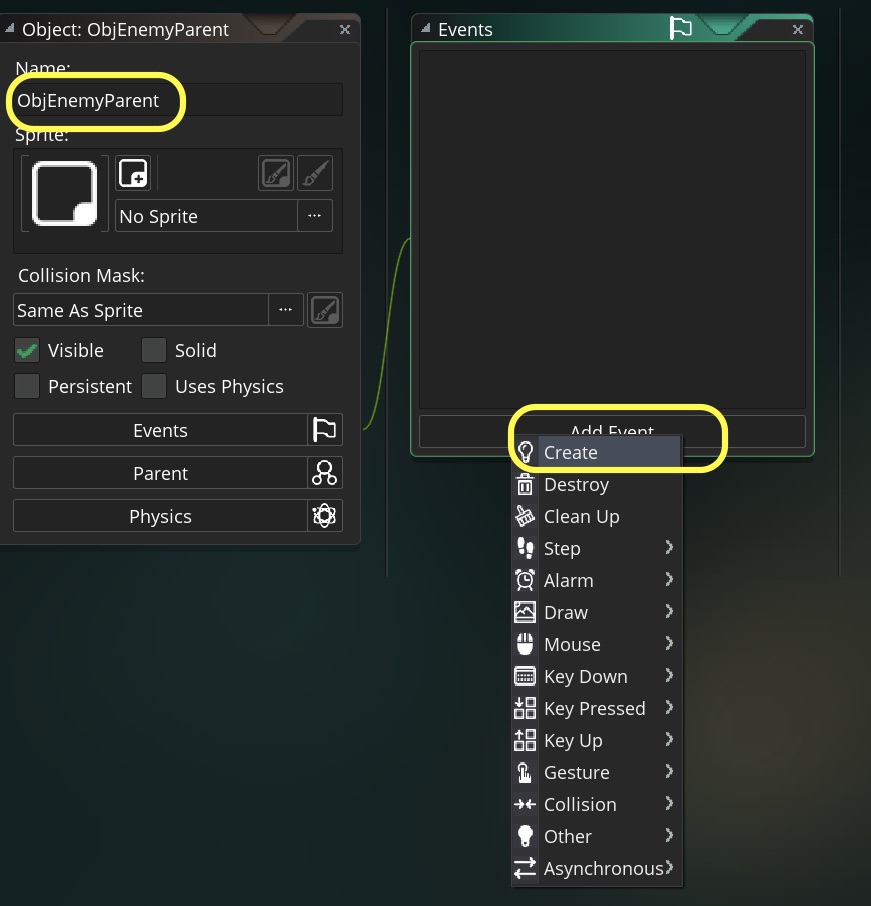 Object: ObjEnemyParent
Name:
ObjEnemyParent
Sprite:
No Sprite
Collision Mask:
Same As Sprite
Visible
Solid
Persistent
Uses Physics
Events
Parent
Physics
Events
Add Event
Create
Destroy
Clean Up
Step
Alarm
Draw
Mouse
Key Down
Key Pressed
Key Up
Gesture
Collision
Other
Asynchronous